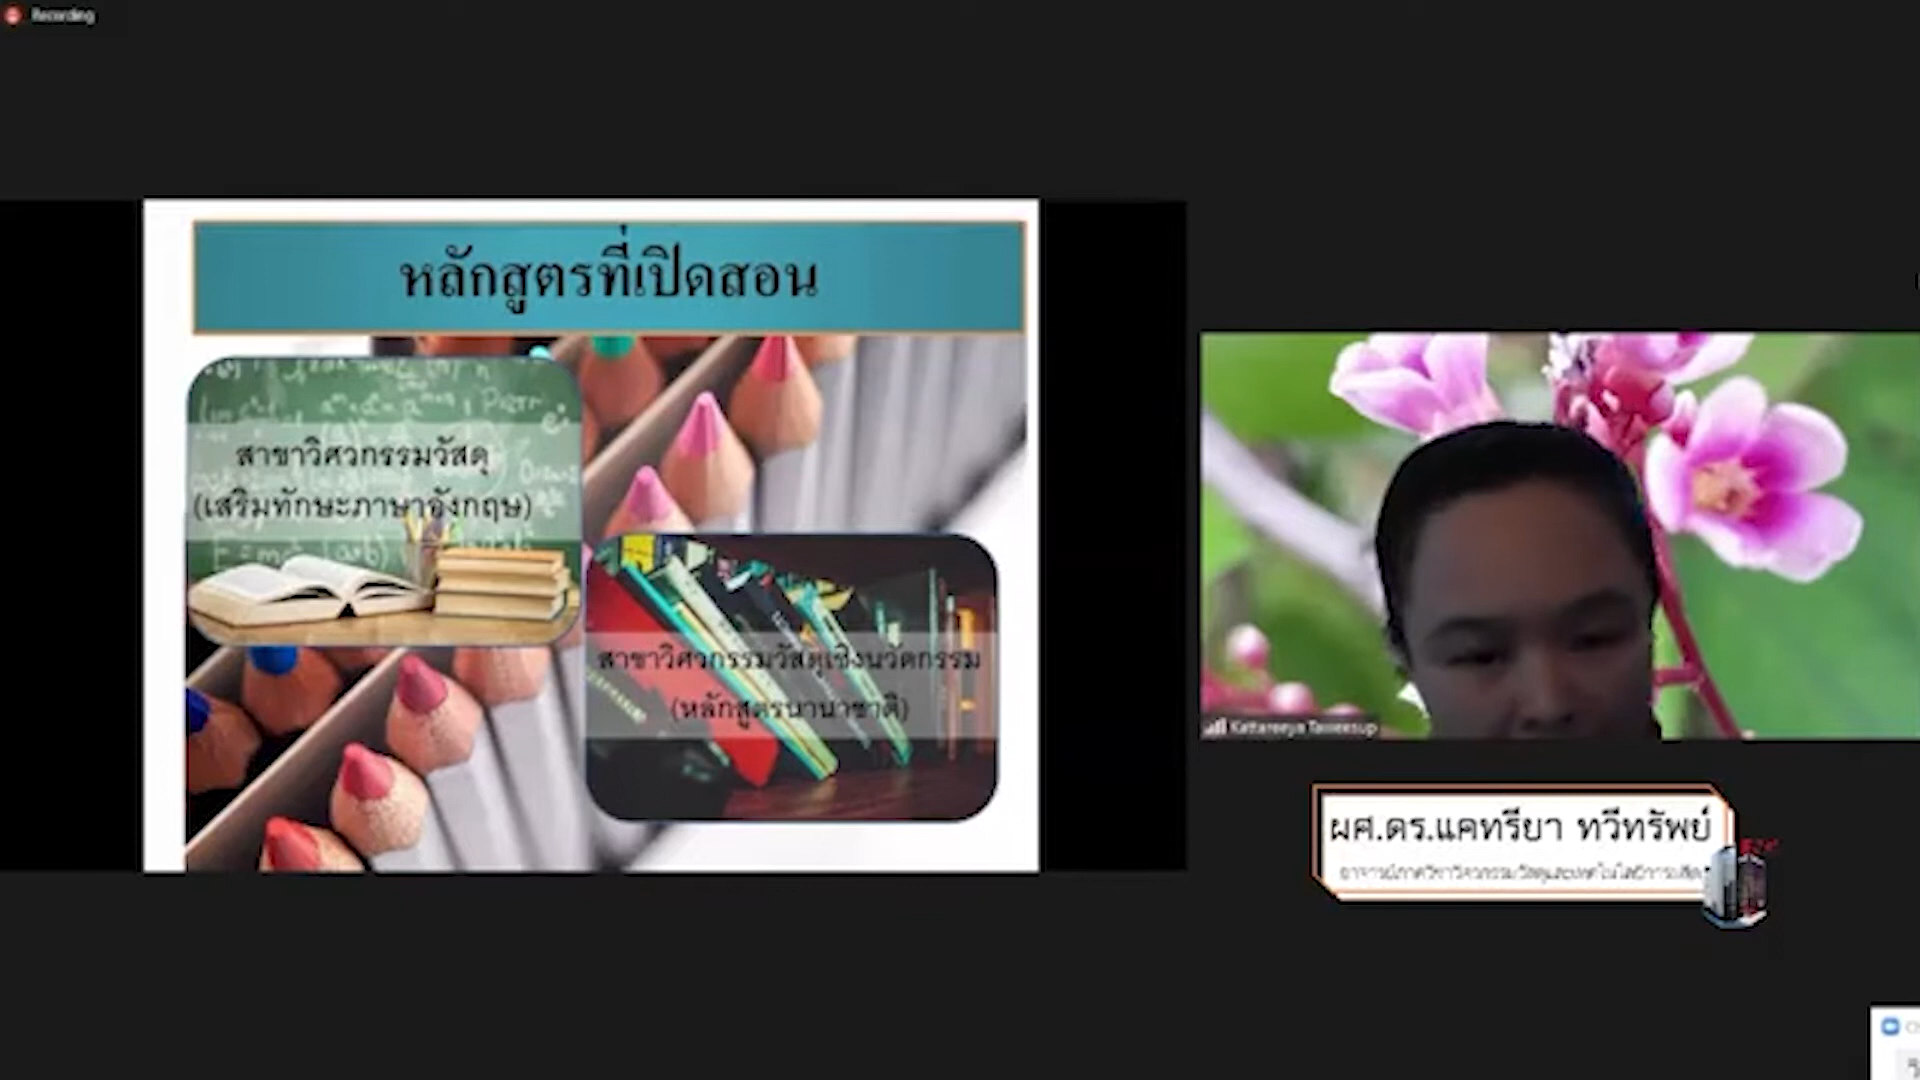 Recording
หลักสูตรที่เปิดสอน
สาขาวิศวกรรมวัสดุ
(เสริมทักษะภาษาอังกฤษ)
สาขาวิศวกรรมวัสดุเชิงนวัตกรรม
(หลักสูตรนานาชาติ)
Kattareeya Taweesup
ผศ.ดร.แคทรียา ทวีทรัพย์
อาจารย์ภาควิชาวิศวกรรมวัสดุและเทคโนโลยีการผลิต